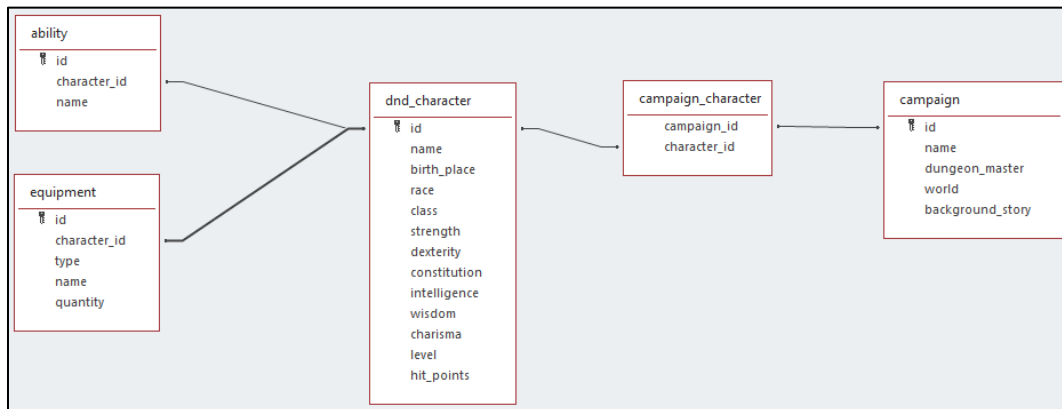 ability
id
character_id
name
equipment
id
character_id
type
name
quantity
dnd_character
id
name
birth_place
race
class
strength
dexterity
constitution
intelligence
wisdom
charisma
level
hit_points
campaign_character
campaign_id
character_id
campaign
id
name
dungeon_master
world
background_story